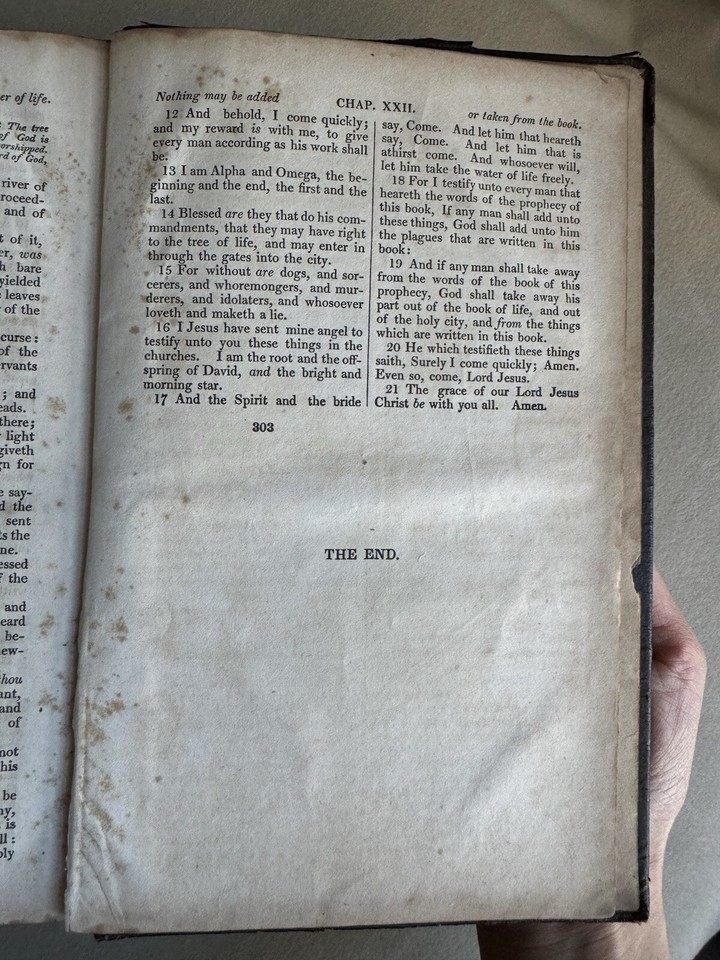 er of life.
The tree
of God is
orshipped.
rd of God,
river of
roceed-
and of
t of it,
er, was
h bare
yielded
leaves
of the
curse:
of the
rvants
; and
eads.
there;
light
giveth
gn for
e say-
d the
sent
ts the
ne.
essed
f the
and
eard
be-
ew-
thou
ant,
and
of
not
his
be
ny,
is
ll:
oly
Nothing may be added
CHAP. XXII.
or taken from the book.
12 And behold, I come quickly;
and my reward is with me, to give
every man according as his work shall
be.
13 I am Alpha and Omega, the be-
ginning and the end, the first and the
last.
14 Blessed are they that do his com-
mandments, that they may have right
to the tree of life, and may enter in
through the gates into the city.
15 For without are dogs, and sor-
cerers, and whoremongers, and mur-
derers, and idolaters, and whosoever
loveth and maketh a lie.
16 I Jesus have sent mine angel to
testify unto you these things in the
churches. I am the root and the off-
spring of David, and the bright and
morning star.
17 And the Spirit and the bride
say, Come. And let him that heareth
say, Come. And let him that is
athirst come. And whosoever will,
let him take the water of life freely.
18 For I testify unto every man that
heareth the words of the prophecy of
this book, If any man shall add unto
these things, God shall add unto him
the plagues that are written in this
book:
19 And if any man shall take away
from the words of the book of this
prophecy, God shall take away his
part out of the book of life, and out
of the holy city, and from the things
which are written in this book.
20 He which testifieth these things
saith, Surely I come quickly; Amen.
Even so, come, Lord Jesus.
21 The grace of our Lord Jesus
Christ be with you all. Amen.
303
THE END.